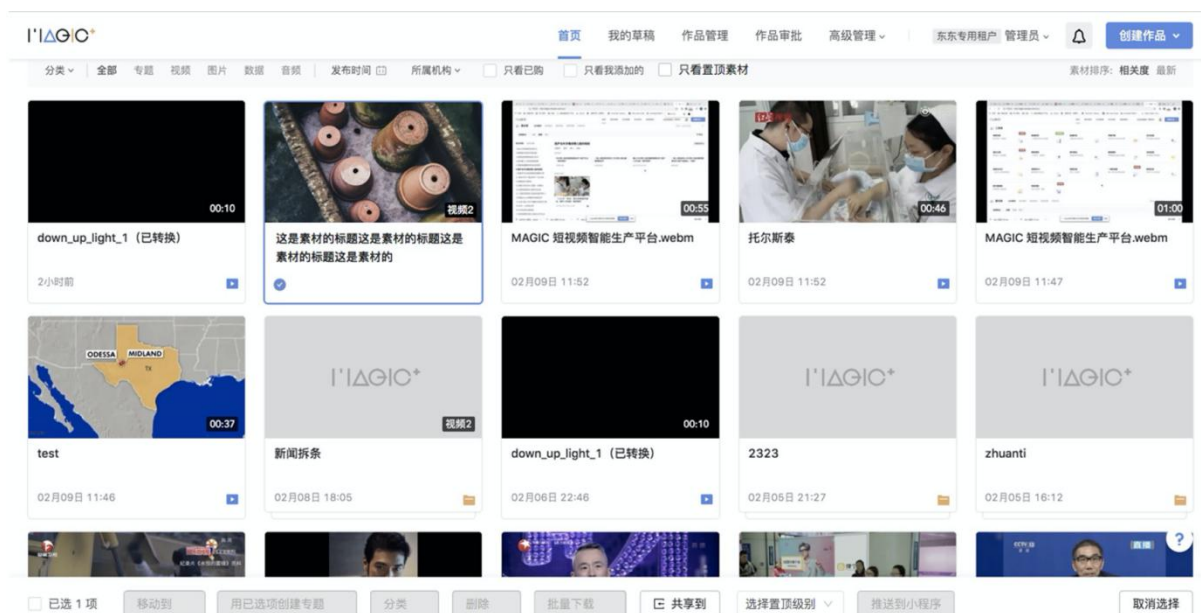 MAGIC+
首页 我的草稿 作品管理 作品审批 高级管理 东东专用租户 管理员 创建作品
分类 全部 专题 视频 图片 数据 音频 发布时间 所属机构 只看已购 只看我添加的 只看置顶素材 素材排序: 相关度 最新
00:10 视频2 00:55 00:46 01:00
down_up_light_1（已转换） 这是素材的标题这是素材的标题这是素材的标题这是素材的 MAGIC 短视频智能生产平台.webm 托尔斯泰 MAGIC 短视频智能生产平台.webm
2小时前 02月09日 11:52 02月09日 11:52 02月09日 11:47
ODESSA MIDLAND
TX
MAGIC+ MAGIC+ MAGIC+
00:37 视频2 00:10
test 新闻拆条 down_up_light_1（已转换） 2323 zhuanti
02月09日 11:46 02月08日 18:05 02月06日 22:46 02月05日 21:27 02月05日 16:12
直播 ?
已选 1 项 移动到 用已选项创建专题 分类 删除 批量下载 共享到 选择置顶级别 推送到小程序 取消选择